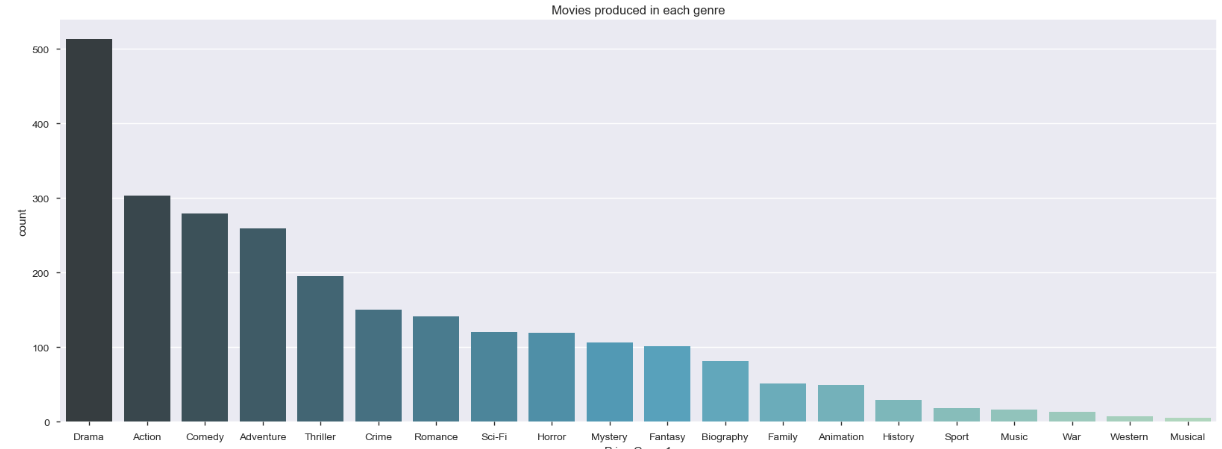 Movies produced in each genre
500
400
300
200
100
0
count
Drama Action Comedy Adventure Thriller Crime Romance Sci-Fi Horror Mystery Fantasy Biography Family Animation History Sport Music War Western Musical